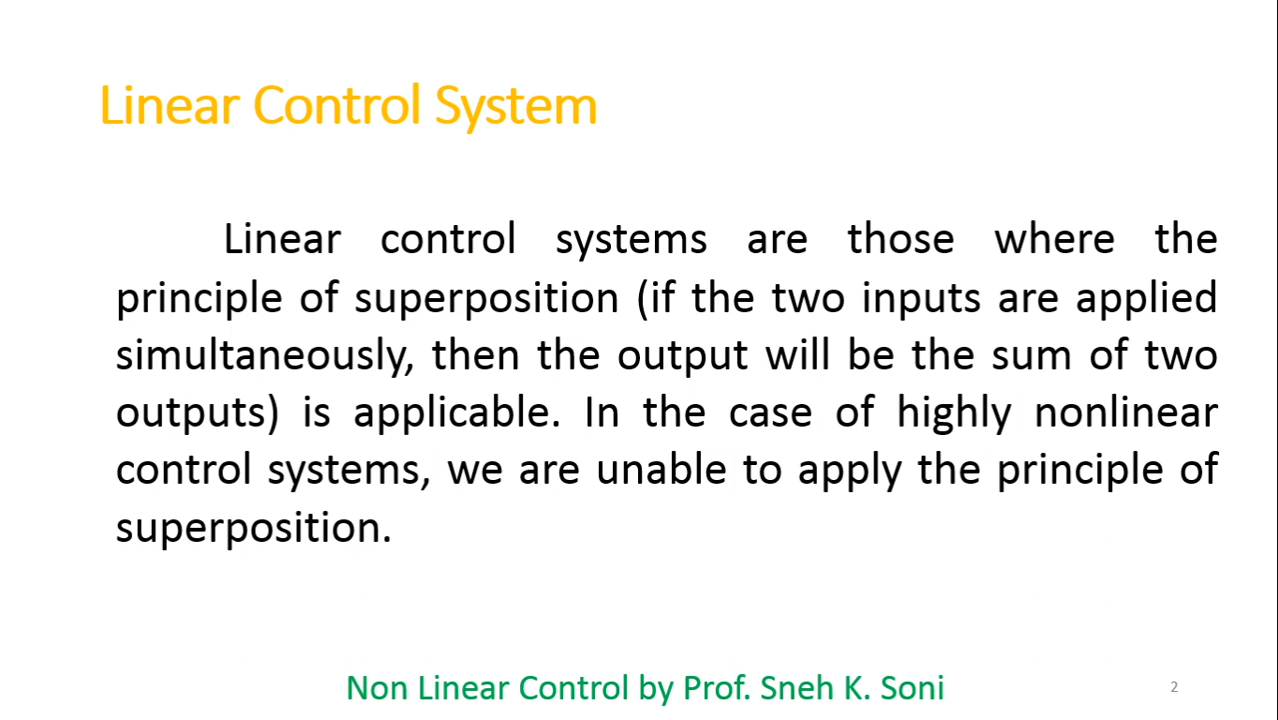 Linear Control System
Linear control systems are those where the
principle of superposition (if the two inputs are applied
simultaneously, then the output will be the sum of two
outputs) is applicable. In the case of highly nonlinear
control systems, we are unable to apply the principle of
superposition.
Non Linear Control by Prof. Sneh K. Soni
2